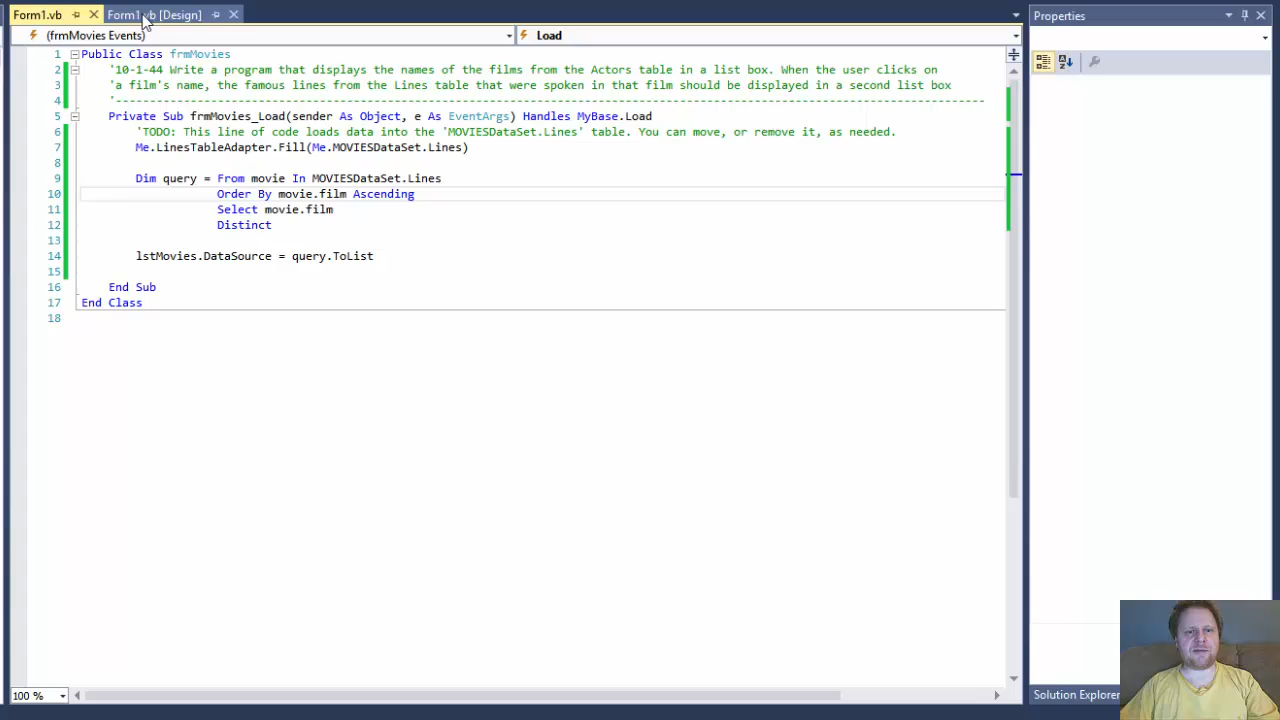 Form1.vb
Form1.vb [Design]
Properties
(frmMovies Events)
Load
1 Public Class frmMovies
2 '10-1-44 Write a program that displays the names of the films from the Actors table in a list box. When the user clicks on
3 'a film's name, the famous lines from the Lines table that were spoken in that film should be displayed in a second list box
4 '--------------------------------------------------------------------------------------------------------------------------------
5 Private Sub frmMovies_Load(sender As Object, e As EventArgs) Handles MyBase.Load
6 'TODO: This line of code loads data into the 'MOVIESDataSet.Lines' table. You can move, or remove it, as needed.
7 Me.LinesTableAdapter.Fill(Me.MOVIESDataSet.Lines)
8
9 Dim query = From movie In MOVIESDataSet.Lines
10 Order By movie.film Ascending
11 Select movie.film
12 Distinct
13
14 lstMovies.DataSource = query.ToList
15
16 End Sub
17 End Class
18
100 %
Solution Explorer